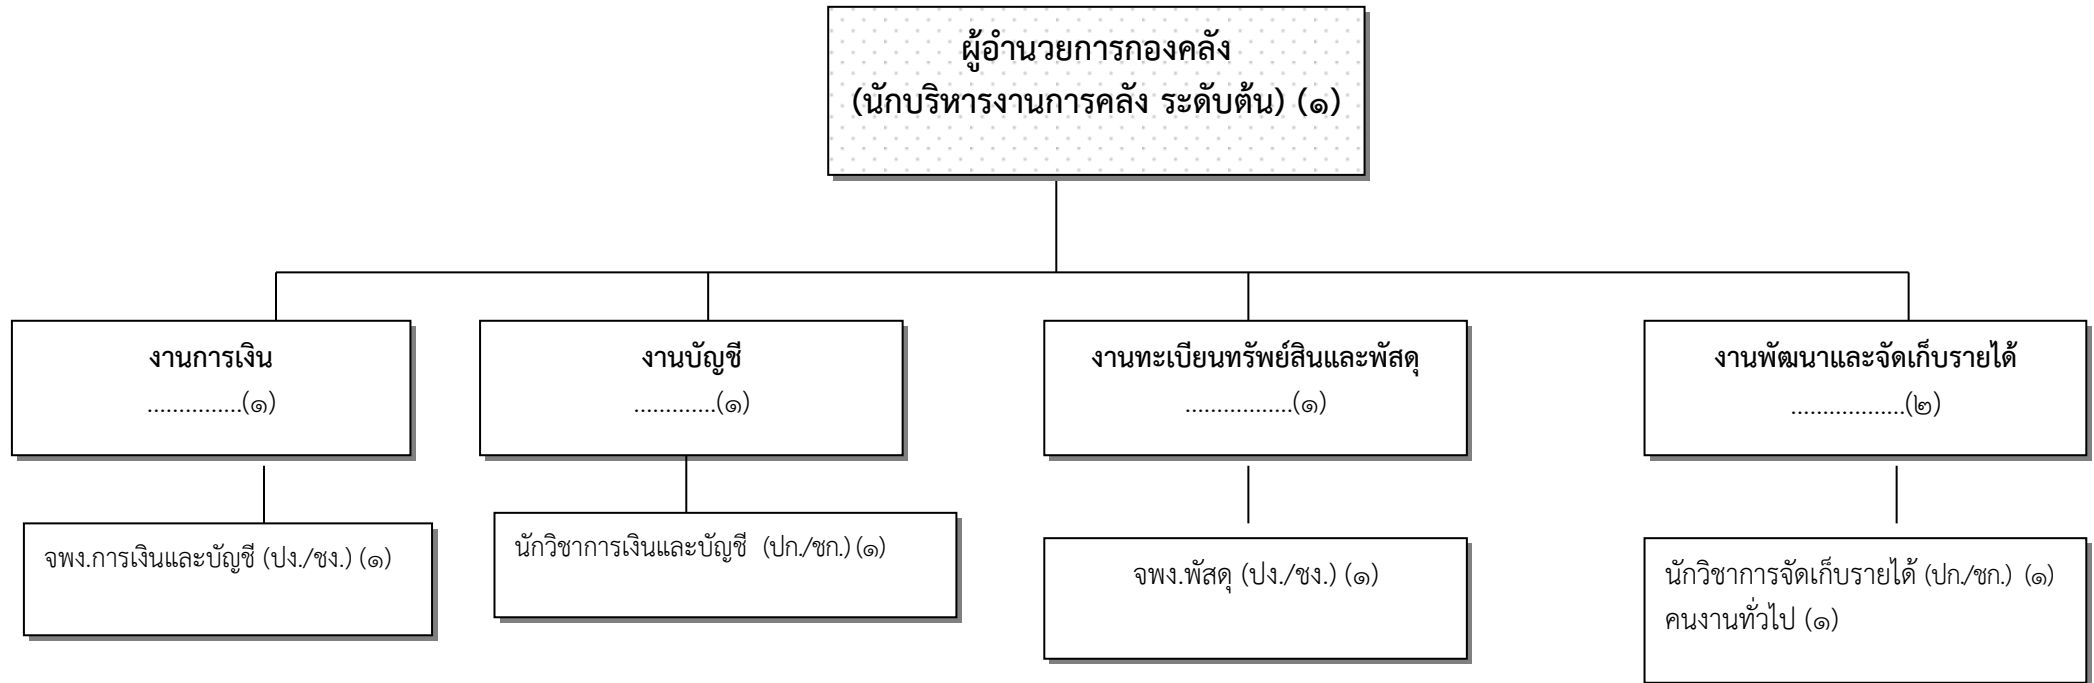 ผู้อำนวยการกองคลัง
(นักบริหารงานการคลัง ระดับต้น) (๑)
งานการเงิน
...............(๑)
งานบัญชี
.............(๑)
งานทะเบียนทรัพย์สินและพัสดุ
.................(๑)
งานพัฒนาและจัดเก็บรายได้
..................(๒)
จพง.การเงินและบัญชี (ปง./ชง.) (๑)
นักวิชาการเงินและบัญชี (ปก./ชก.) (๑)
จพง.พัสดุ (ปง./ชง.) (๑)
นักวิชาการจัดเก็บรายได้ (ปก./ชก.) (๑)
คนงานทั่วไป (๑)